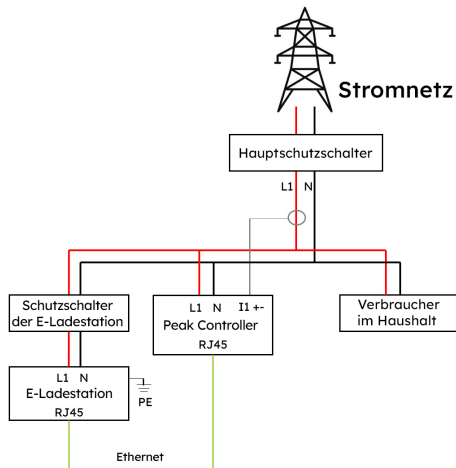 Stromnetz
Hauptschutzschalter
L1 N
Schutzschalter
der E-Ladestation
L1 N I1 +-
Peak Controller
RJ45
Verbraucher
im Haushalt
L1 N
E-Ladestation
RJ45
PE
Ethernet